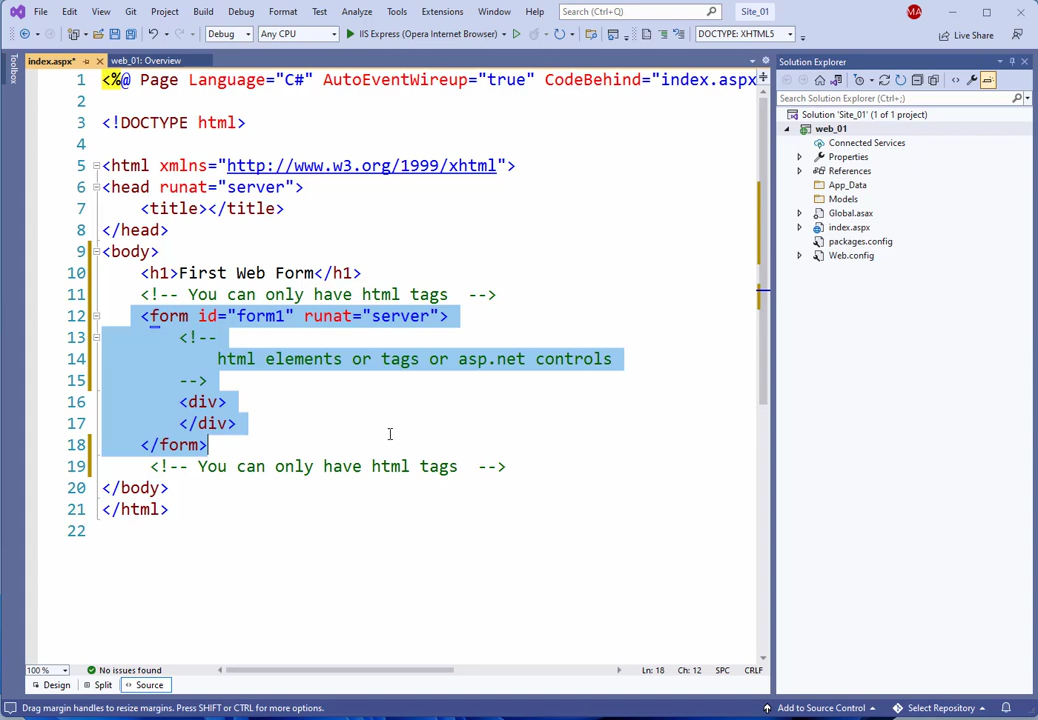 File Edit View Git Project Build Debug Format Test Analyze Tools Extensions Window Help Search (Ctrl+Q) Site_01 MA
Debug Any CPU IIS Express (Opera Internet Browser) DOCTYPE: XHTML5 Live Share
Toolbox
index.aspx* web_01: Overview
1 <%@ Page Language="C#" AutoEventWireup="true" CodeBehind="index.aspx
2
3 <!DOCTYPE html>
4
5 <html xmlns="http://www.w3.org/1999/xhtml">
6 <head runat="server">
7 <title></title>
8 </head>
9 <body>
10 <h1>First Web Form</h1>
11 <!-- You can only have html tags -->
12 <form id="form1" runat="server">
13 <!--
14 html elements or tags or asp.net controls
15 -->
16 <div>
17 </div>
18 </form>
19 <!-- You can only have html tags -->
20 </body>
21 </html>
22
100 % No issues found Ln: 18 Ch: 12 SPC CRLF
Design Split Source
Solution Explorer
Search Solution Explorer (Ctrl+;)
Solution 'Site_01' (1 of 1 project)
web_01
Connected Services
Properties
References
App_Data
Models
Global.asax
index.aspx
packages.config
Web.config
Drag margin handles to resize margins. Press SHIFT or CTRL for more options. Add to Source Control Select Repository